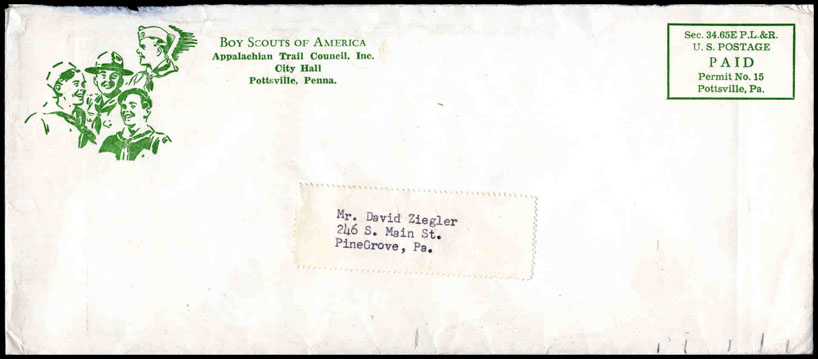 BOY SCOUTS OF AMERICA
Appalachian Trail Council, Inc.
City Hall
Pottsville, Penna.
Sec. 34.65E P.L.&R.
U.S. POSTAGE
PAID
Permit No. 15
Pottsville, Pa.
Mr. David Ziegler
246 S. Main St.
PineGrove, Pa.